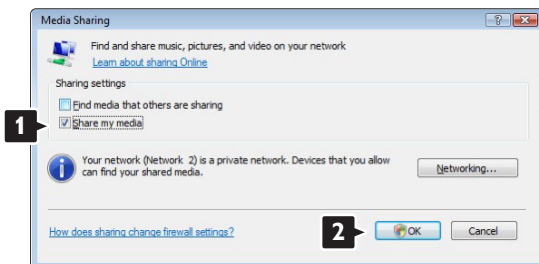 Media Sharing
Find and share music, pictures, and video on your network
Learn about sharing Online
Sharing settings
Find media that others are sharing
1
Share my media
Your network (Network 2) is a private network. Devices that you allow
can find your shared media.
Networking...
How does sharing change firewall settings?
2
OK
Cancel